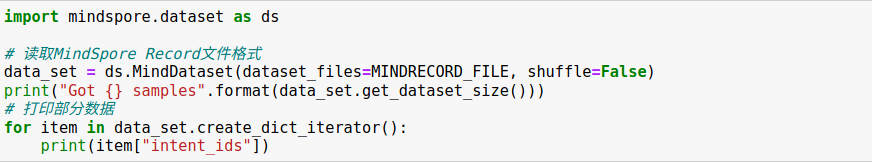 import mindspore.dataset as ds

# 读取MindSpore Record文件格式
data_set = ds.MindDataset(dataset_files=MINDRECORD_FILE, shuffle=False)
print("Got {} samples".format(data_set.get_dataset_size()))
# 打印部分数据
for item in data_set.create_dict_iterator():
    print(item["intent_ids"])